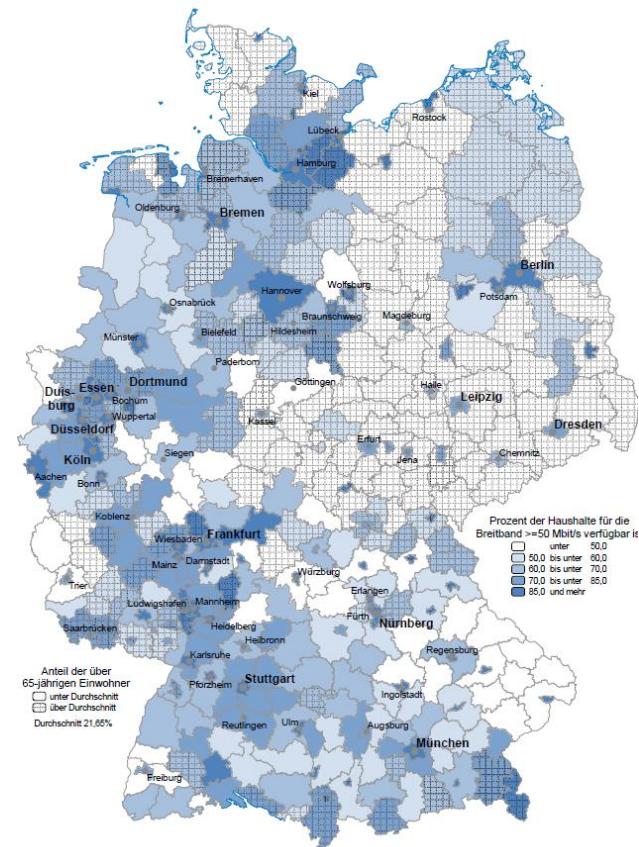 Kiel
Rostock
Lübeck
Hamburg
Bremerhaven
Oldenburg
Bremen
Berlin
Wolfsburg
Hannover
Potsdam
Osnabrück
Braunschweig
Magdeburg
Münster
Bielefeld
Hildesheim
Paderborn
Göttingen
Essen
Dortmund
Duis-
burg
Bochum
Halle
Leipzig
Wuppertal
Kassel
Düsseldorf
Dresden
Köln
Siegen
Erfurt
Chemnitz
Jena
Aachen
Bonn
Koblenz
Frankfurt
Wiesbaden
Prozent der Haushalte für die
Breitband >=50 Mbit/s verfügbar is
unter 50,0
50,0 bis unter 60,0
60,0 bis unter 70,0
70,0 bis unter 85,0
85,0 und mehr
Mainz
Darmstadt
Würzburg
Trier
Erlangen
Ludwigshafen
Mannheim
Fürth
Nürnberg
Saarbrücken
Heidelberg
Heilbronn
Regensburg
Karlsruhe
Anteil der über
65-jährigen Einwohner
unter Durchschnitt
über Durchschnitt
Durchschnitt 21,65%
Pforzheim
Stuttgart
Ingolstadt
Reutlingen
Ulm
Augsburg
München
Freiburg